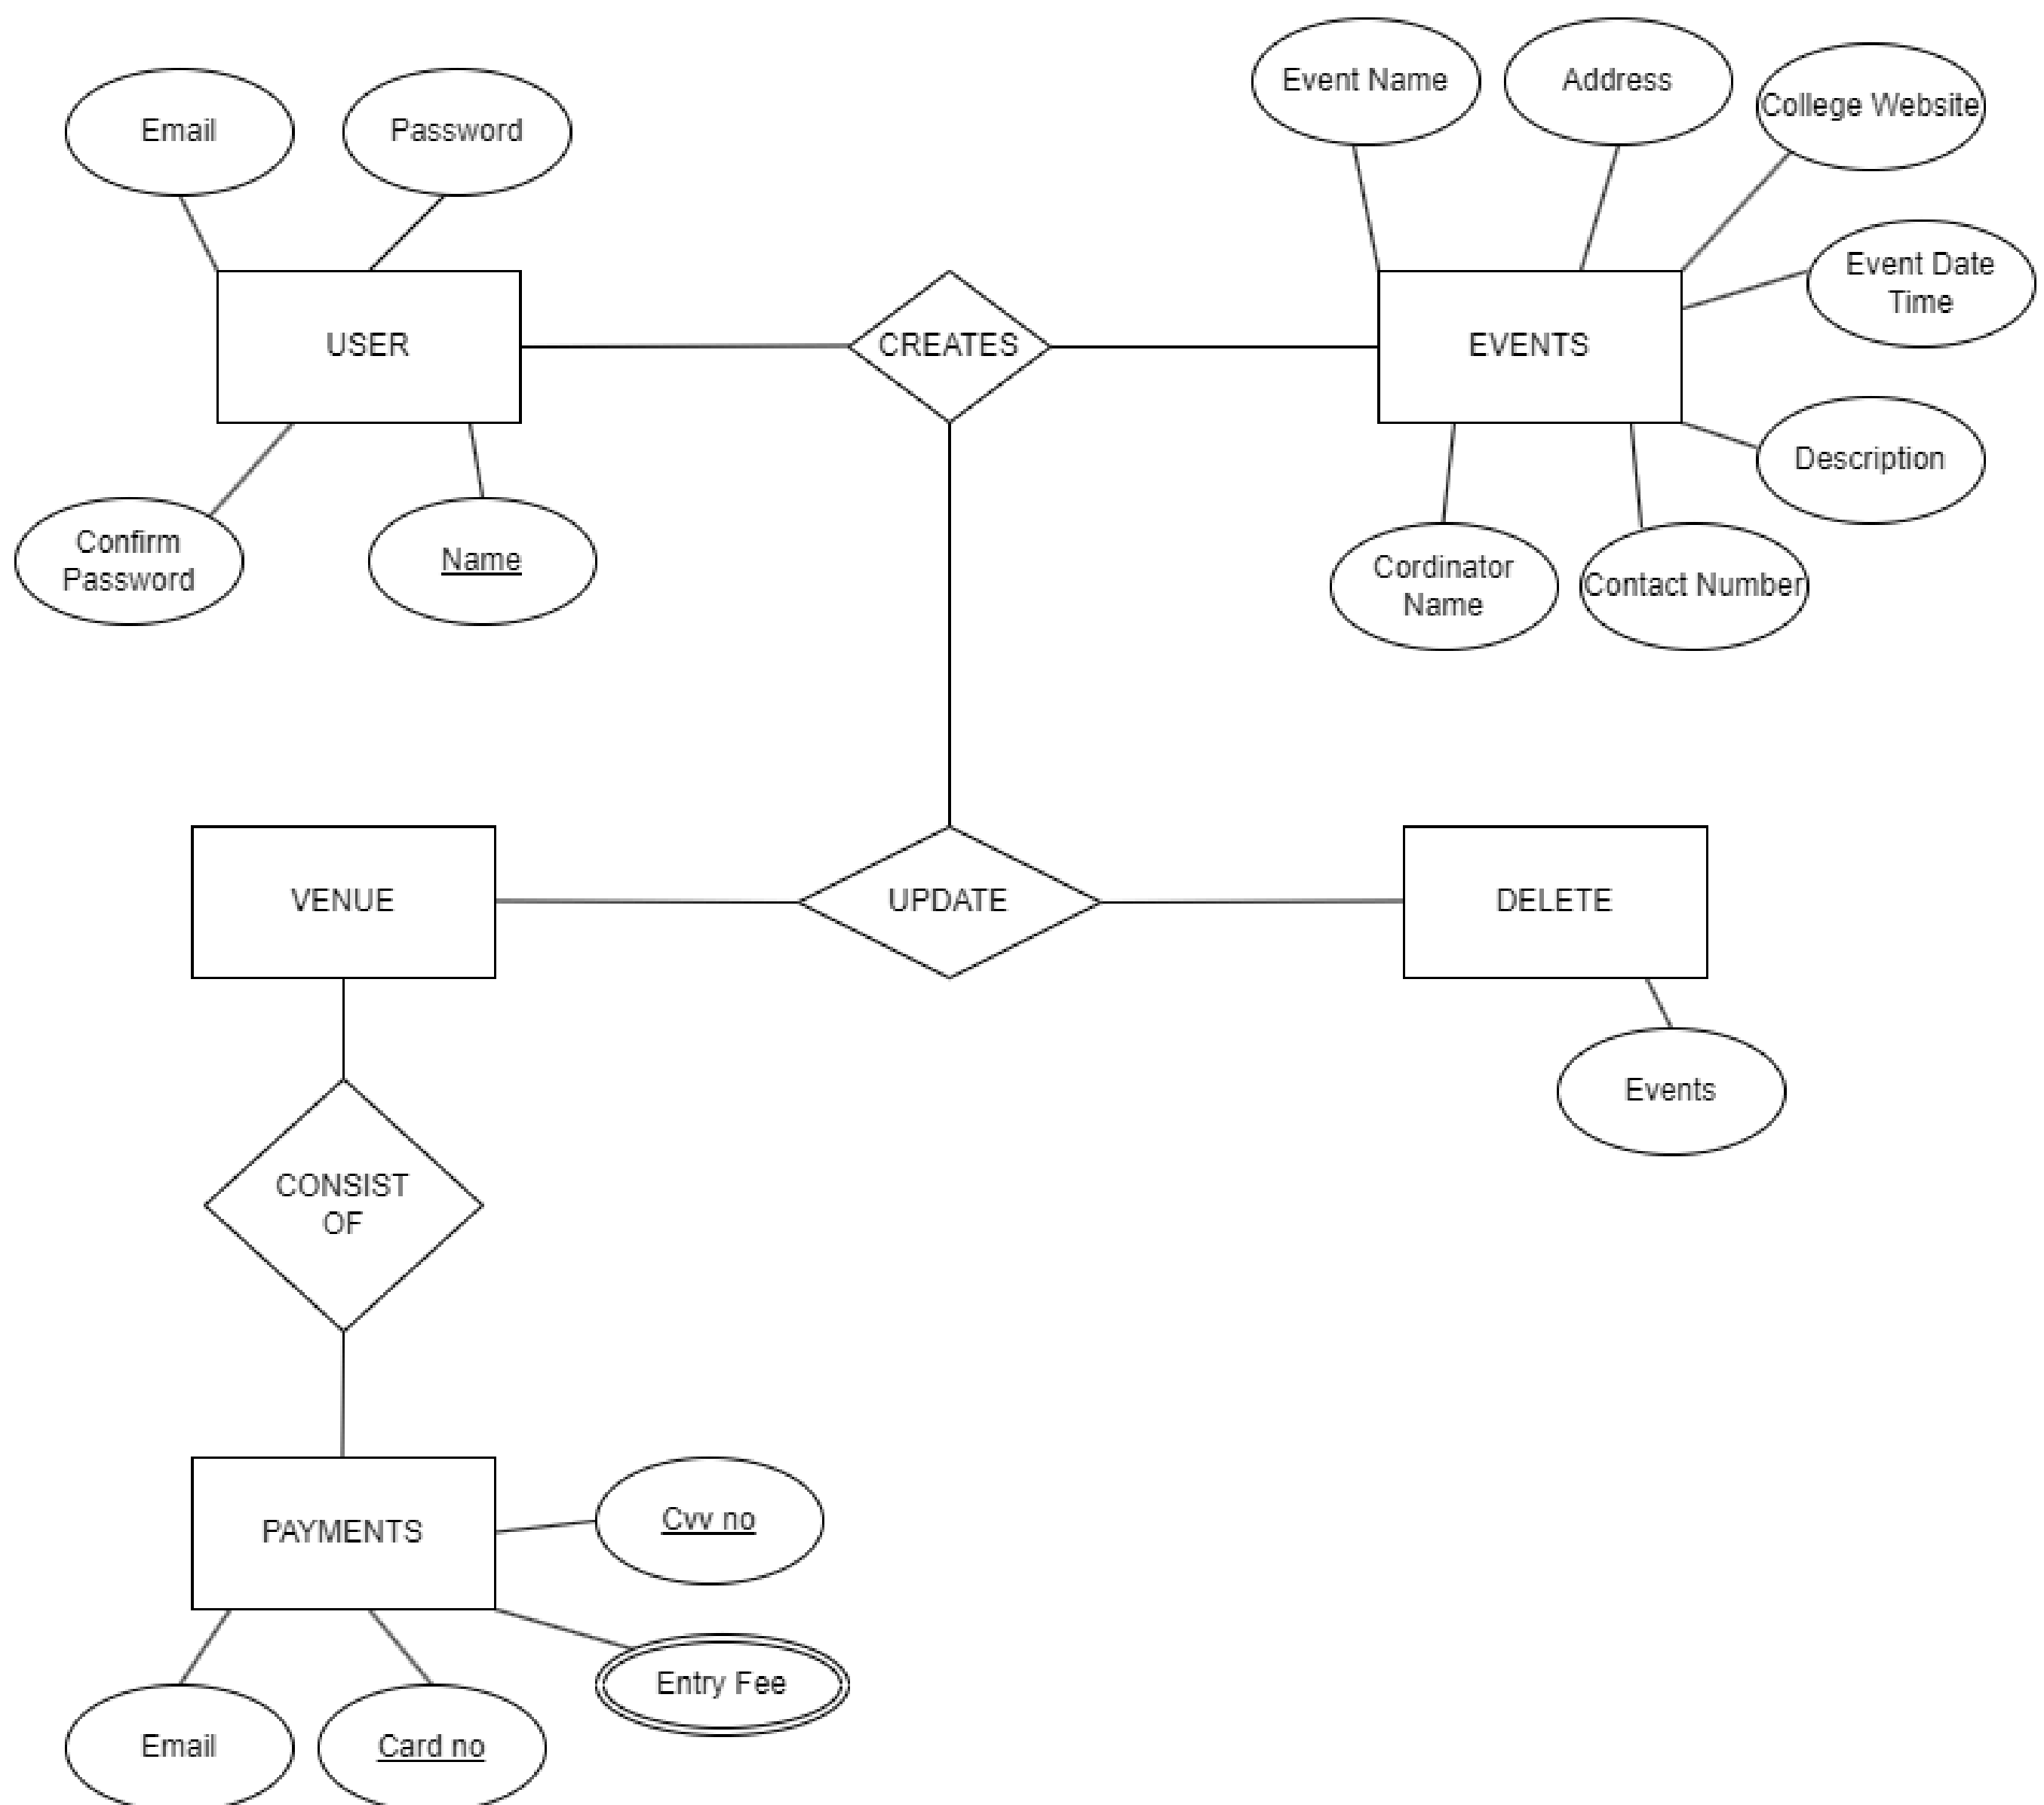 Event Name
Address
College Website
Email
Password
Event Date
Time
USER
CREATES
EVENTS
Description
Confirm
Password
Name
Cordinator
Name
Contact Number
VENUE
UPDATE
DELETE
Events
CONSIST
OF
PAYMENTS
Cvv no
Entry Fee
Email
Card no